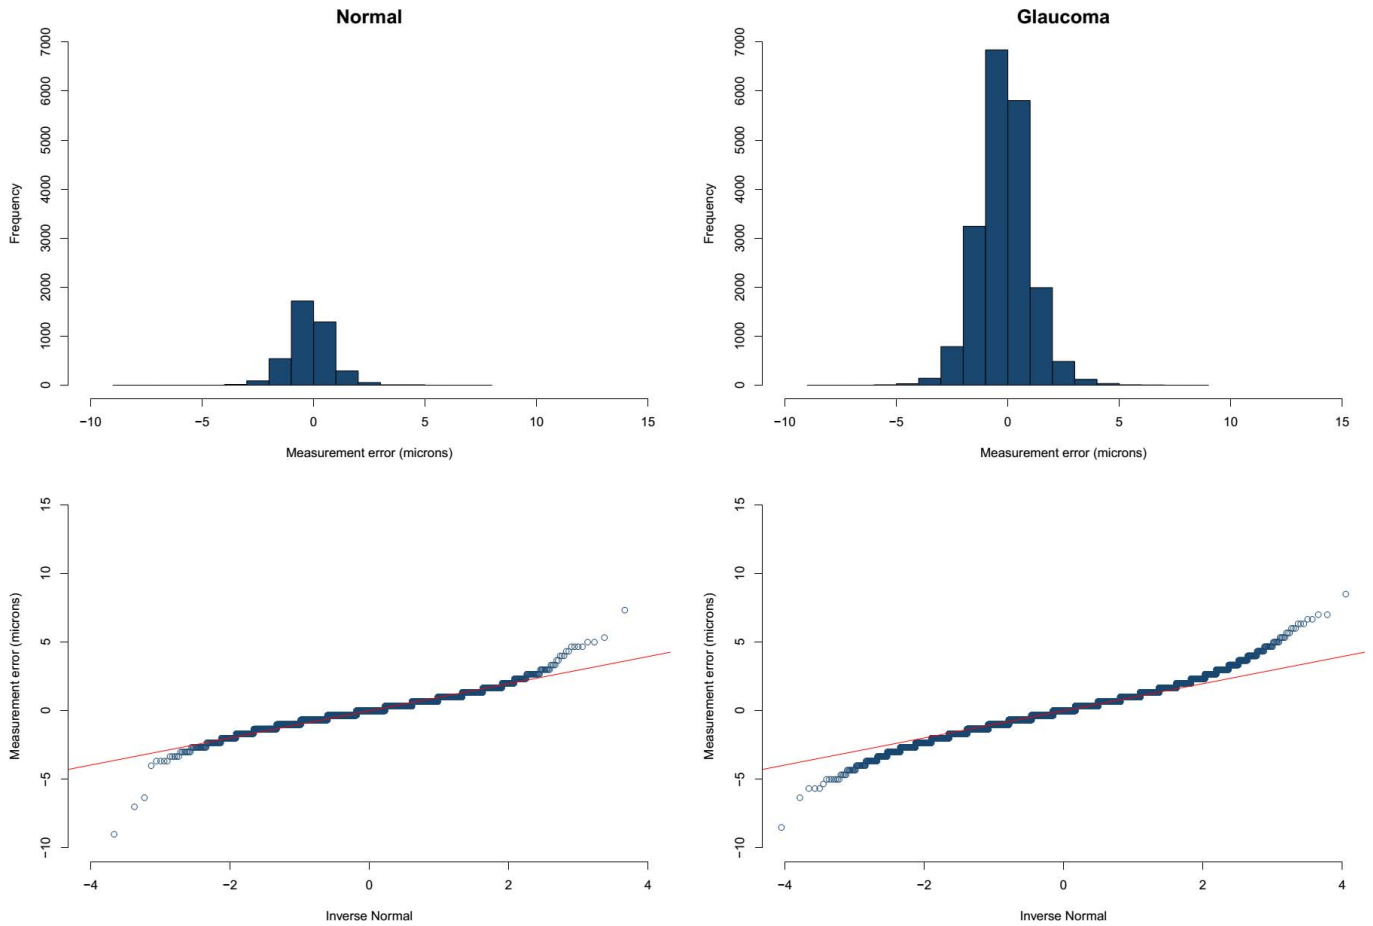 Normal
Glaucoma
7000
6000
5000
4000
3000
2000
1000
0
Frequency
−10 −5 0 5 10 15
Measurement error (microns)
7000
6000
5000
4000
3000
2000
1000
0
Frequency
−10 −5 0 5 10 15
Measurement error (microns)
15
10
5
0
−5
−10
Measurement error (microns)
−4 −2 0 2 4
Inverse Normal
15
10
5
0
−5
−10
Measurement error (microns)
−4 −2 0 2 4
Inverse Normal